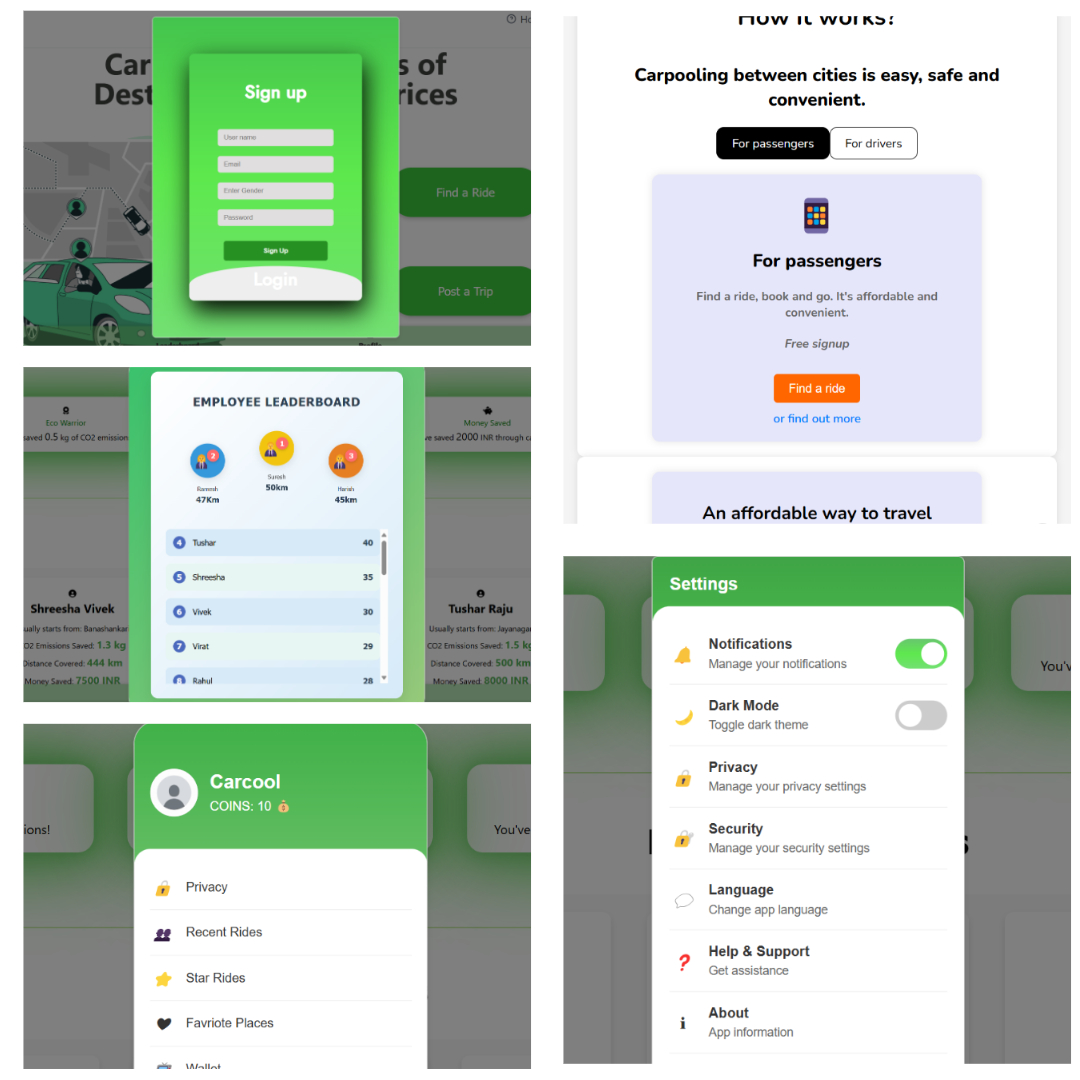 Ho
Car
s of
Dest
rices
Sign up
User name
Email
Enter Gender
Password
Sign Up
Login
Find a Ride
Post a Trip
How it works?
Carpooling between cities is easy, safe and
convenient.
For passengers
For drivers
For passengers
Find a ride, book and go. It's affordable and
convenient.
Free signup
Find a ride
or find out more
An affordable way to travel
EMPLOYEE LEADERBOARD
Eco Warrior
saved 0.5 kg of CO2 emission
Money Saved
ve saved 2000 INR through c
2
1
3
Suresh
50km
Ramesh
47Km
Harish
45km
4 Tushar 40
5 Shreesha 35
6 Vivek 30
7 Virat 29
8 Rahul 28
Shreesha Vivek
ually starts from: Banashankar
CO2 Emissions Saved: 1.3 kg
Distance Covered: 444 km
Money Saved: 7500 INR
Tushar Raju
Usually starts from: Jayanaga
CO2 Emissions Saved: 1.5 k
Distance Covered: 500 km
Money Saved: 8000 INR
Carcool
COINS: 10
ions!
You've
Privacy
Recent Rides
Star Rides
Favriote Places
Wallet
Settings
You'v
Notifications
Manage your notifications
Dark Mode
Toggle dark theme
Privacy
Manage your privacy settings
Security
Manage your security settings
Language
Change app language
Help & Support
Get assistance
About
App information